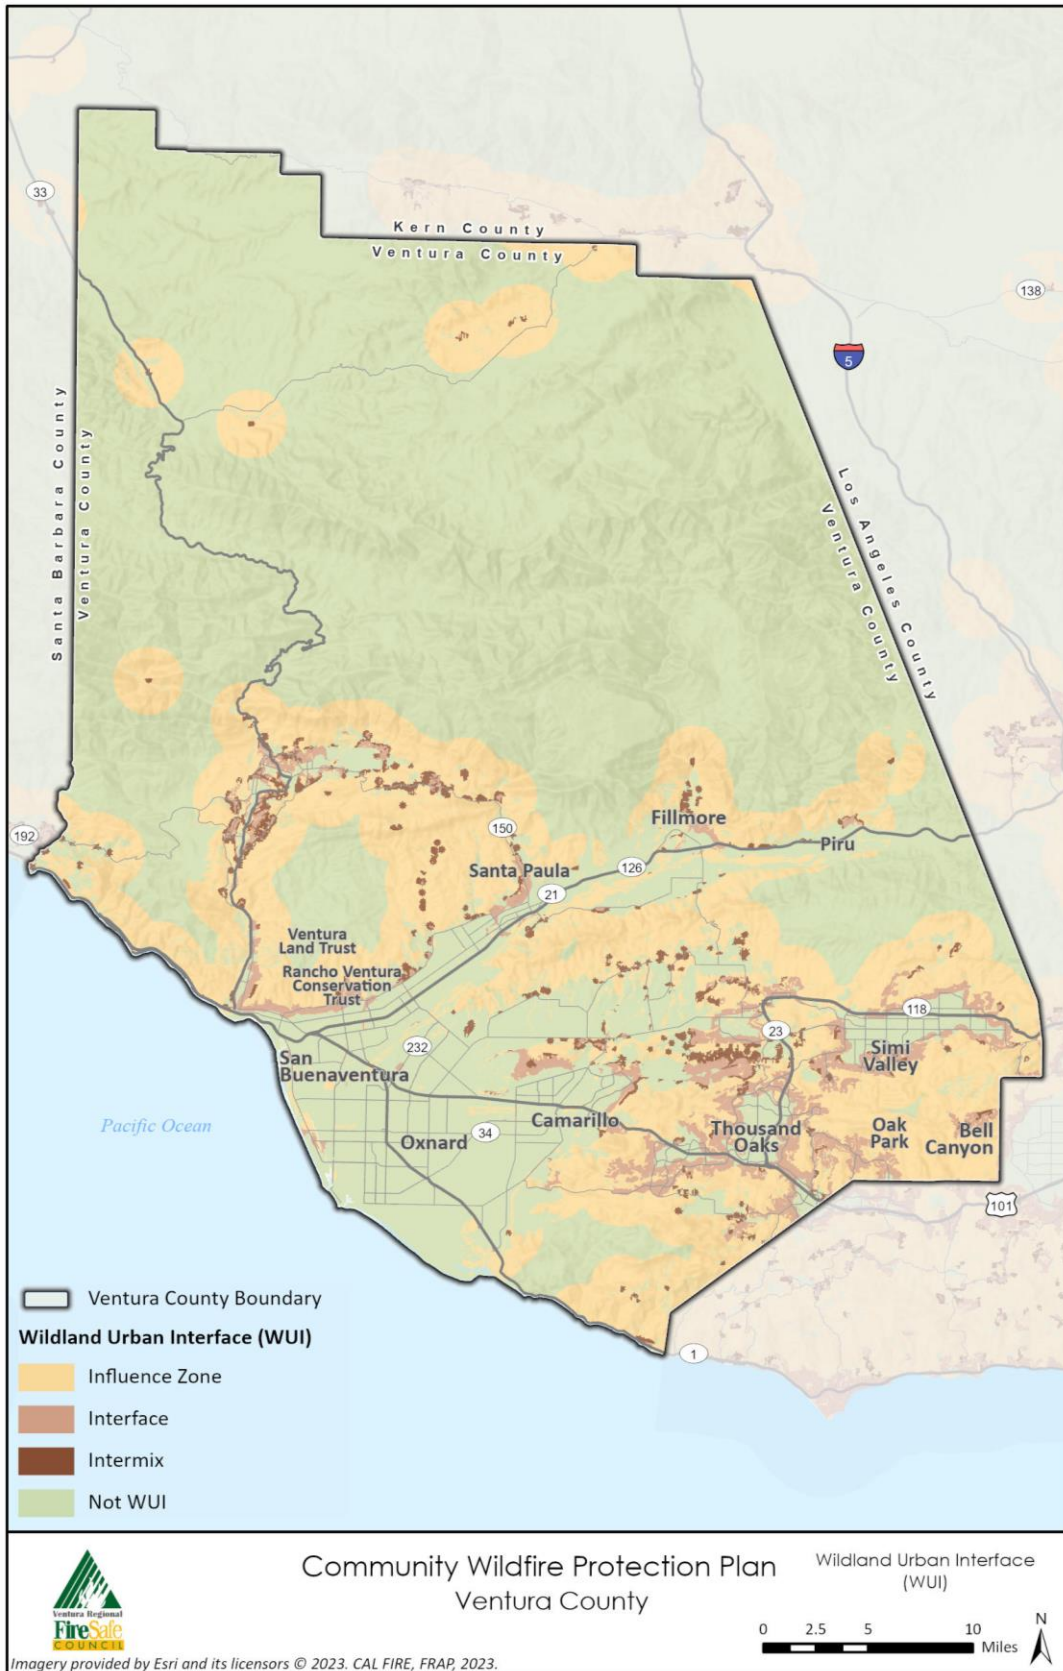 33
Kern County
Ventura County
138
5
Santa Barbara County
Ventura County
Los Angeles County
Ventura County
192
150
Fillmore
Piru
126
Santa Paula
21
Ventura
Land Trust
Rancho Ventura
Conservation
Trust
118
23
232
San
Buenaventura
Simi
Valley
Pacific Ocean
Oxnard
34
Camarillo
Thousand
Oaks
Oak
Park
Bell
Canyon
101
1
Ventura County Boundary
Wildland Urban Interface (WUI)
Influence Zone
Interface
Intermix
Not WUI
Ventura Regional
FireSafe
COUNCIL
Community Wildfire Protection Plan
Ventura County
Wildland Urban Interface
(WUI)
0 2.5 5 10
Miles
N
Imagery provided by Esri and its licensors © 2023. CAL FIRE, FRAP, 2023.